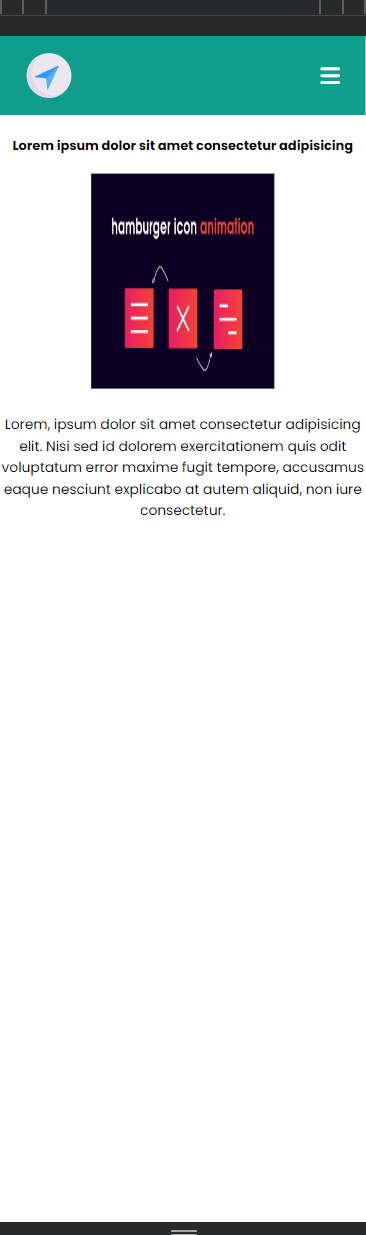 Lorem ipsum dolor sit amet consectetur adipisicing
hamburger icon animation
Lorem, ipsum dolor sit amet consectetur adipisicing
elit. Nisi sed id dolorem exercitationem quis odit
voluptatum error maxime fugit tempore, accusamus
eaque nesciunt explicabo at autem aliquid, non iure
consectetur.